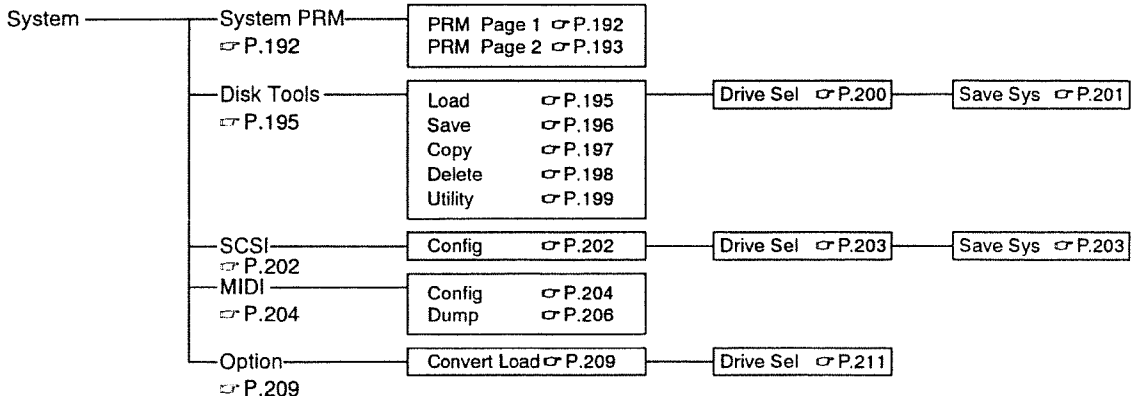 System
System PRM
☞ P.192
PRM Page 1 ☞ P.192
PRM Page 2 ☞ P.193
Disk Tools
☞ P.195
Load ☞ P.195
Save ☞ P.196
Copy ☞ P.197
Delete ☞ P.198
Utility ☞ P.199
Drive Sel ☞ P.200
Save Sys ☞ P.201
SCSI
☞ P.202
Config ☞ P.202
Drive Sel ☞ P.203
Save Sys ☞ P.203
MIDI
☞ P.204
Config ☞ P.204
Dump ☞ P.206
Option
☞ P.209
Convert Load ☞ P.209
Drive Sel ☞ P.211